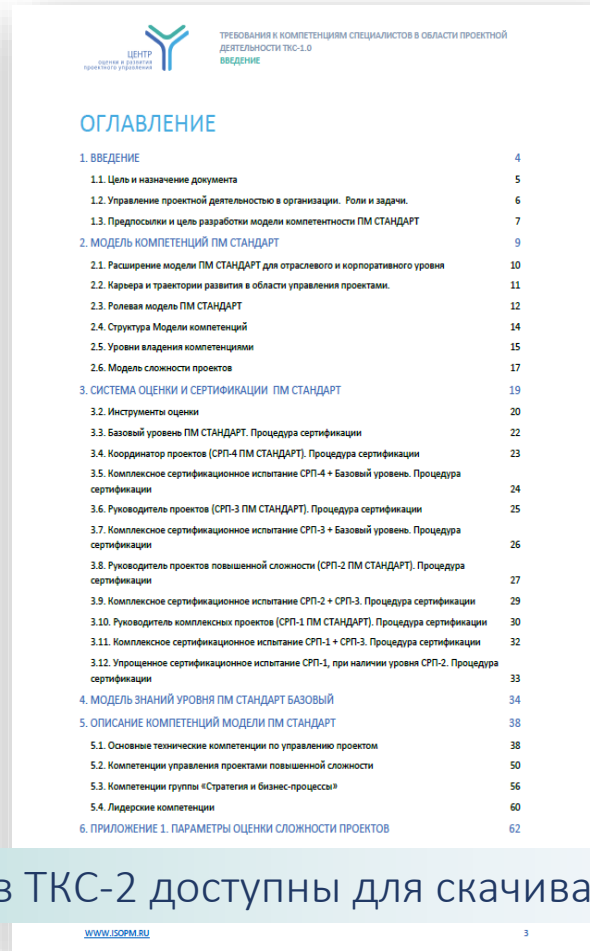 ЦЕНТР
оценки и развития
проектного управления
ТРЕБОВАНИЯ К КОМПЕТЕНЦИЯМ СПЕЦИАЛИСТОВ В ОБЛАСТИ ПРОЕКТНОЙ
ДЕЯТЕЛЬНОСТИ ТКС-1.0
ВВЕДЕНИЕ
ОГЛАВЛЕНИЕ
1. ВВЕДЕНИЕ 4
1.1. Цель и назначение документа 5
1.2. Управление проектной деятельностью в организации. Роли и задачи. 6
1.3. Предпосылки и цель разработки модели компетентности ПМ СТАНДАРТ 7
2. МОДЕЛЬ КОМПЕТЕНЦИЙ ПМ СТАНДАРТ 9
2.1. Расширение модели ПМ СТАНДАРТ для отраслевого и корпоративного уровня 10
2.2. Карьера и траектории развития в области управления проектами. 11
2.3. Ролевая модель ПМ СТАНДАРТ 12
2.4. Структура Модели компетенций 14
2.5. Уровни владения компетенциями 15
2.6. Модель сложности проектов 17
3. СИСТЕМА ОЦЕНКИ И СЕРТИФИКАЦИИ ПМ СТАНДАРТ 19
3.2. Инструменты оценки 20
3.3. Базовый уровень ПМ СТАНДАРТ. Процедура сертификации 22
3.4. Координатор проектов (СРП-4 ПМ СТАНДАРТ). Процедура сертификации 23
3.5. Комплексное сертификационное испытание СРП-4 + Базовый уровень. Процедура
сертификации 24
3.6. Руководитель проектов (СРП-3 ПМ СТАНДАРТ). Процедура сертификации 25
3.7. Комплексное сертификационное испытание СРП-3 + Базовый уровень. Процедура
сертификации 26
3.8. Руководитель проектов повышенной сложности (СРП-2 ПМ СТАНДАРТ). Процедура
сертификации 27
3.9. Комплексное сертификационное испытание СРП-2 + СРП-3. Процедура сертификации 29
3.10. Руководитель комплексных проектов (СРП-1 ПМ СТАНДАРТ). Процедура сертификации 30
3.11. Комплексное сертификационное испытание СРП-1 + СРП-3. Процедура сертификации 32
3.12. Упрощенное сертификационное испытание СРП-1, при наличии уровня СРП-2. Процедура
сертификации 33
4. МОДЕЛЬ ЗНАНИЙ УРОВНЯ ПМ СТАНДАРТ БАЗОВЫЙ 34
5. ОПИСАНИЕ КОМПЕТЕНЦИЙ МОДЕЛИ ПМ СТАНДАРТ 38
5.1. Основные технические компетенции по управлению проектом 38
5.2. Компетенции управления проектами повышенной сложности 50
5.3. Компетенции группы «Стратегия и бизнес-процессы» 56
5.4. Лидерские компетенции 60
6. ПРИЛОЖЕНИЕ 1. ПАРАМЕТРЫ ОЦЕНКИ СЛОЖНОСТИ ПРОЕКТОВ 62
в ТКС-2 доступны для скачива
WWW.ISOPM.RU 3